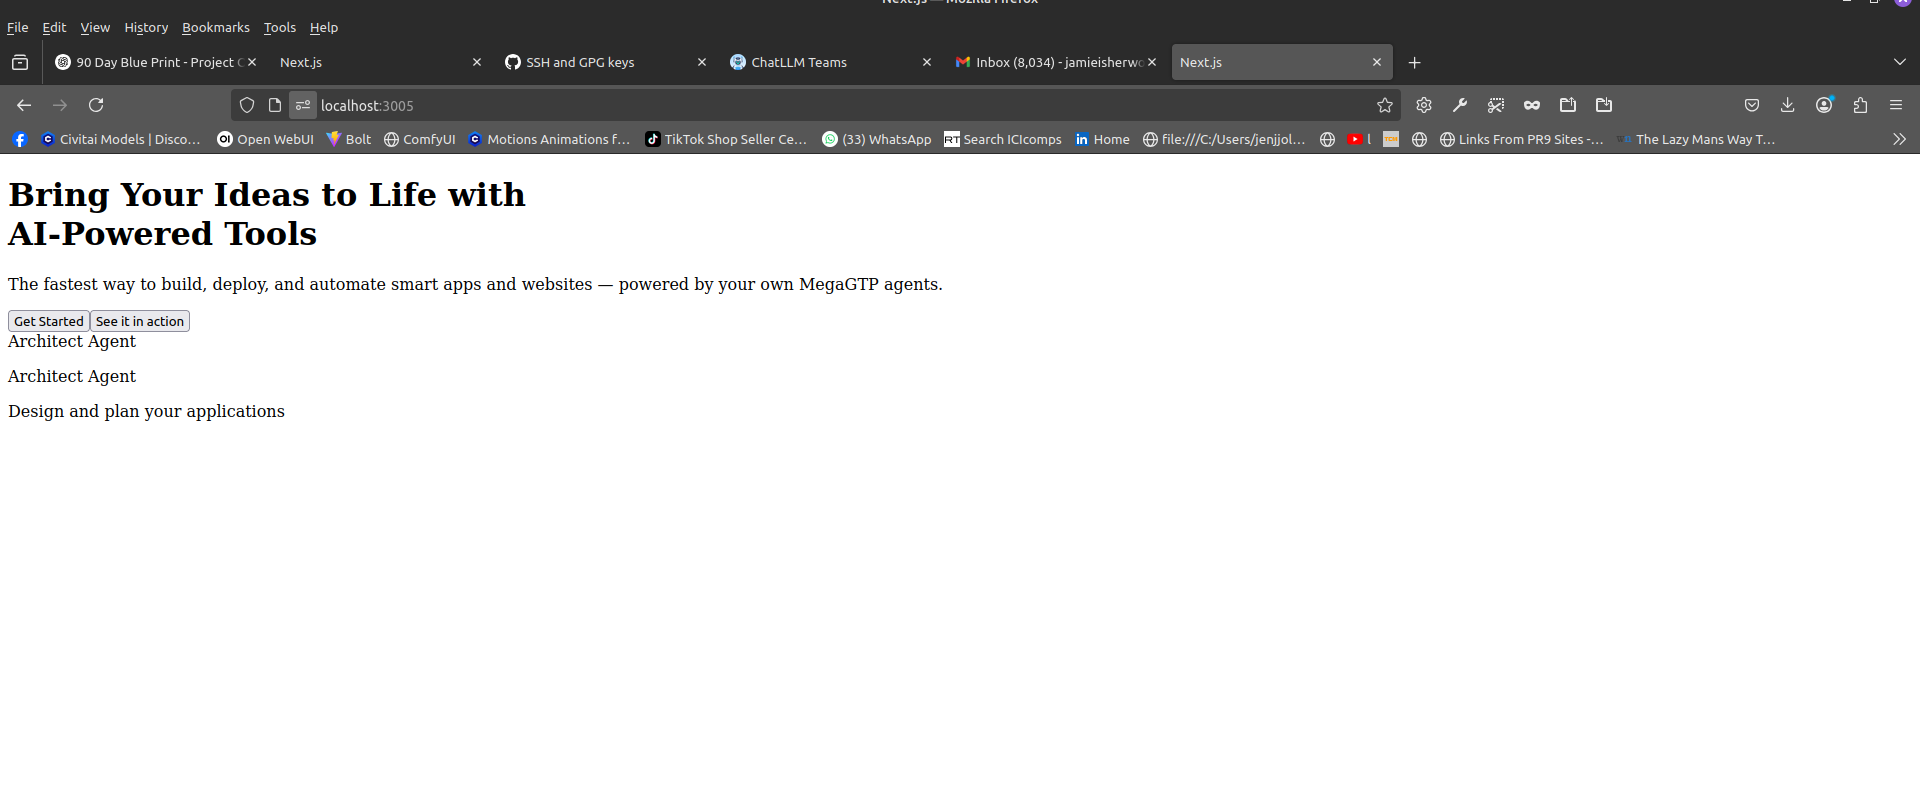 Next.js — Mozilla Firefox
File Edit View History Bookmarks Tools Help
90 Day Blue Print - Project C Next.js SSH and GPG keys ChatLLM Teams Inbox (8,034) - jamieisherwo Next.js
localhost:3005
Civitai Models | Disco... Open WebUI Bolt ComfyUI Motions Animations f... TikTok Shop Seller Ce... (33) WhatsApp RT Search ICIcomps in Home file:///C:/Users/jenjjol... l Links From PR9 Sites -... The Lazy Mans Way T...
Bring Your Ideas to Life with
AI-Powered Tools
The fastest way to build, deploy, and automate smart apps and websites — powered by your own MegaGTP agents.
Get Started See it in action
Architect Agent
Architect Agent
Design and plan your applications